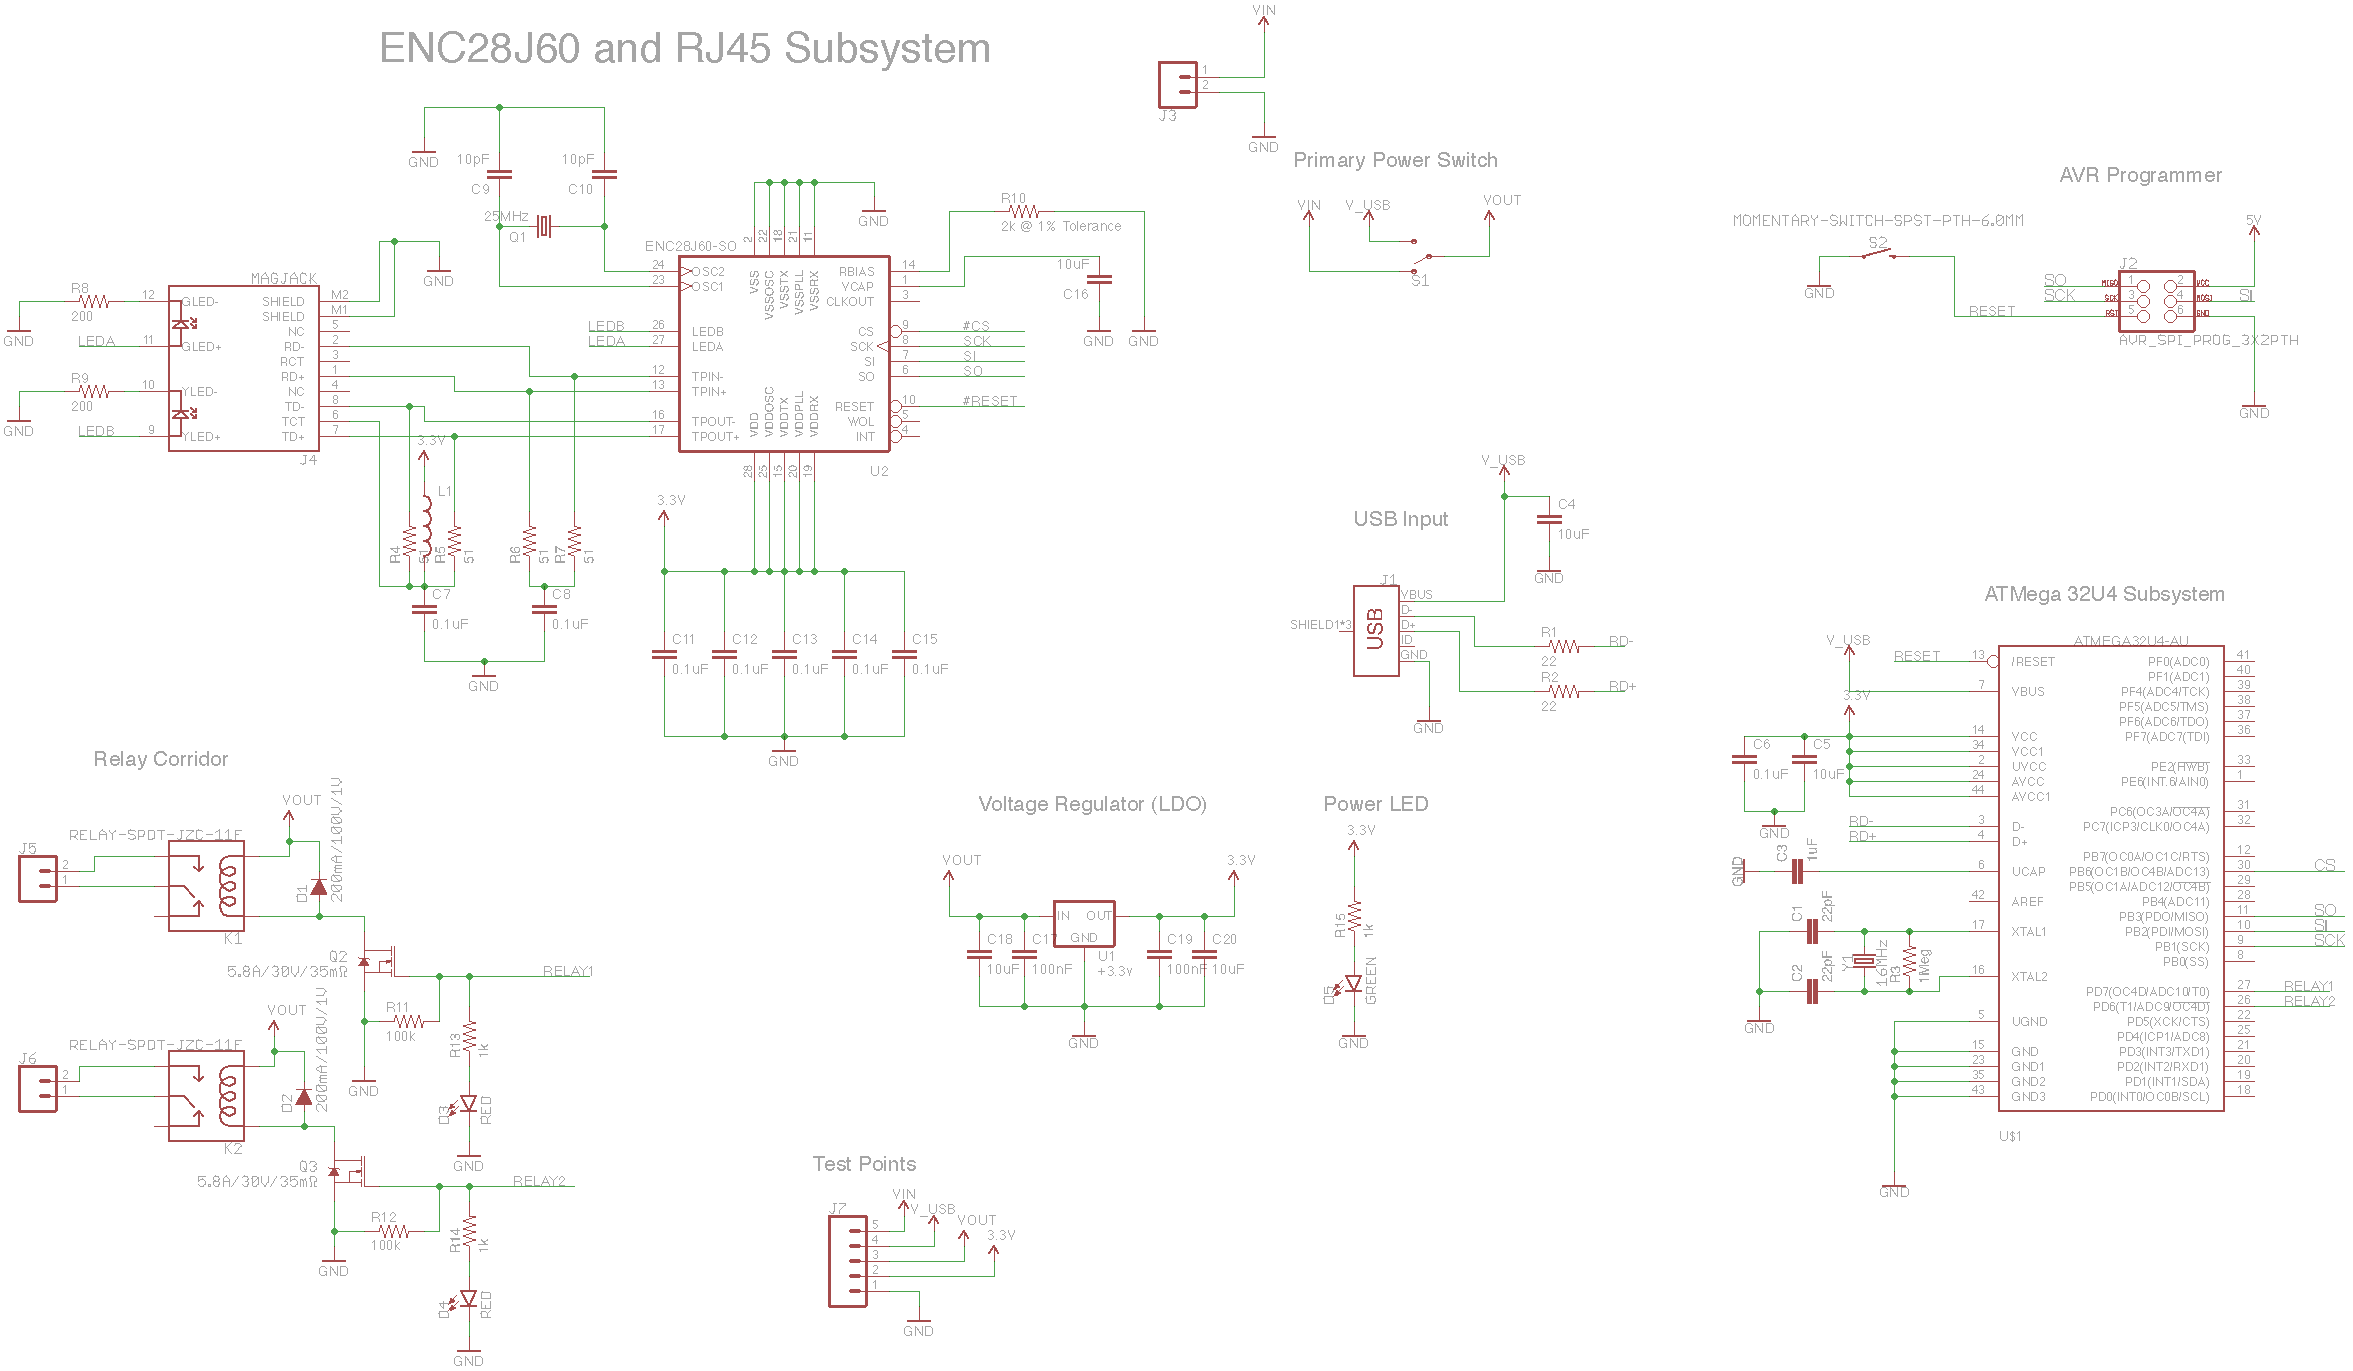 ENC28J60 and RJ45 Subsystem
VIN
1
2
J3
GND
GND
10pF
C9
10pF
C10
25MHz
Q1
GND
ENC28J60-SO
R10
2k @ 1% Tolerance
10uF
C16
GND
GND
24
OSC2
23
OSC1
26
LEDB
LEDB
27
LEDA
LEDA
12
TPIN-
13
TPIN+
16
TPOUT-
17
TPOUT+
2
22
18
21
11
VSS
VSSOSC
VSSTX
VSSPLL
VSSRX
VDD
VDDOSC
VDDTX
VDDPLL
VDDRX
28
25
15
20
19
RBIAS
14
VCAP
1
CLKOUT
3
CS
9
#CS
SCK
8
SCK
SI
7
SI
SO
6
SO
RESET
10
#RESET
WOL
5
INT
4
U2
MAGJACK
GND
R8
200
GND
LEDA
R9
200
GND
LEDB
12
GLED-
11
GLED+
10
YLED-
9
YLED+
SHIELD
M2
SHIELD
M1
NC
5
RD-
2
RCT
3
RD+
1
NC
4
TD-
8
TCT
6
TD+
7
J4
3.3V
L1
R4
51
R5
51
R6
51
R7
51
C7
0.1uF
C8
0.1uF
GND
3.3V
C11
0.1uF
C12
0.1uF
C13
0.1uF
C14
0.1uF
C15
0.1uF
GND
Primary Power Switch
VIN
V_USB
VOUT
S1
AVR Programmer
MOMENTARY-SWITCH-SPST-PTH-6.0MM
S2
GND
5V
J2
SO
MISO
1
2
VCC
SCK
SCK
3
4
MOSI
SI
RESET
RST
5
6
GND
AVR_SPI_PROG_3X2PTH
GND
USB Input
V_USB
C4
10uF
GND
J1
USB
SHIELD1*3
VBUS
D-
D+
ID
GND
GND
R1
22
RD-
R2
22
RD+
ATMega 32U4 Subsystem
ATMEGA32U4-AU
V_USB
RESET
3.3V
C6
0.1uF
C5
10uF
GND
RD-
RD+
GND
C3
1uF
C1
22pF
C2
22pF
Y1
16MHz
R3
1Meg
GND
GND
13
/RESET
7
VBUS
14
VCC
34
VCC1
2
UVCC
24
AVCC
44
AVCC1
3
D-
4
D+
6
UCAP
42
AREF
17
XTAL1
16
XTAL2
5
UGND
15
GND
23
GND1
35
GND2
43
GND3
PF0(ADC0)
41
PF1(ADC1)
40
PF4(ADC4/TCK)
39
PF5(ADC5/TMS)
38
PF6(ADC6/TDO)
37
PF7(ADC7(TDI)
36
PE2(HWB)
33
PE6(INT.6/AIN0)
1
PC6(OC3A/OC4A)
31
PC7(ICP3/CLK0/OC4A)
32
PB7(OC0A/OC1C/RTS)
12
PB6(OC1B/OC4B/ADC13)
30
CS
PB5(OC1A/ADC12/OC4B)
29
PB4(ADC11)
28
PB3(PDO/MISO)
11
SO
PB2(PDI/MOSI)
10
SI
PB1(SCK)
9
SCK
PB0(SS)
8
PD7(OC4D/ADC10/T0)
27
RELAY1
PD6(T1/ADC9/OC4D)
26
RELAY2
PD5(XCK/CTS)
22
PD4(ICP1/ADC8)
25
PD3(INT3/TXD1)
21
PD2(INT2/RXD1)
20
PD1(INT1/SDA)
19
PD0(INT0/OC0B/SCL)
18
U$1
Relay Corridor
VOUT
RELAY-SPDT-JZC-11F
J5
2
1
K1
D1
200mA/100V/1V
Q2
5.8A/30V/35mΩ
RELAY1
R11
100k
R13
1k
D3
RED
GND
GND
VOUT
RELAY-SPDT-JZC-11F
J6
2
1
K2
D2
200mA/100V/1V
Q3
5.8A/30V/35mΩ
RELAY2
R12
100k
R14
1k
D4
RED
GND
GND
Voltage Regulator (LDO)
VOUT
3.3V
IN
OUT
GND
U1
+3.3v
C18
10uF
C17
100nF
C19
100nF
C20
10uF
GND
Power LED
3.3V
R15
1k
D5
GREEN
GND
Test Points
J7
VIN
V_USB
VOUT
3.3V
5
4
3
2
1
GND